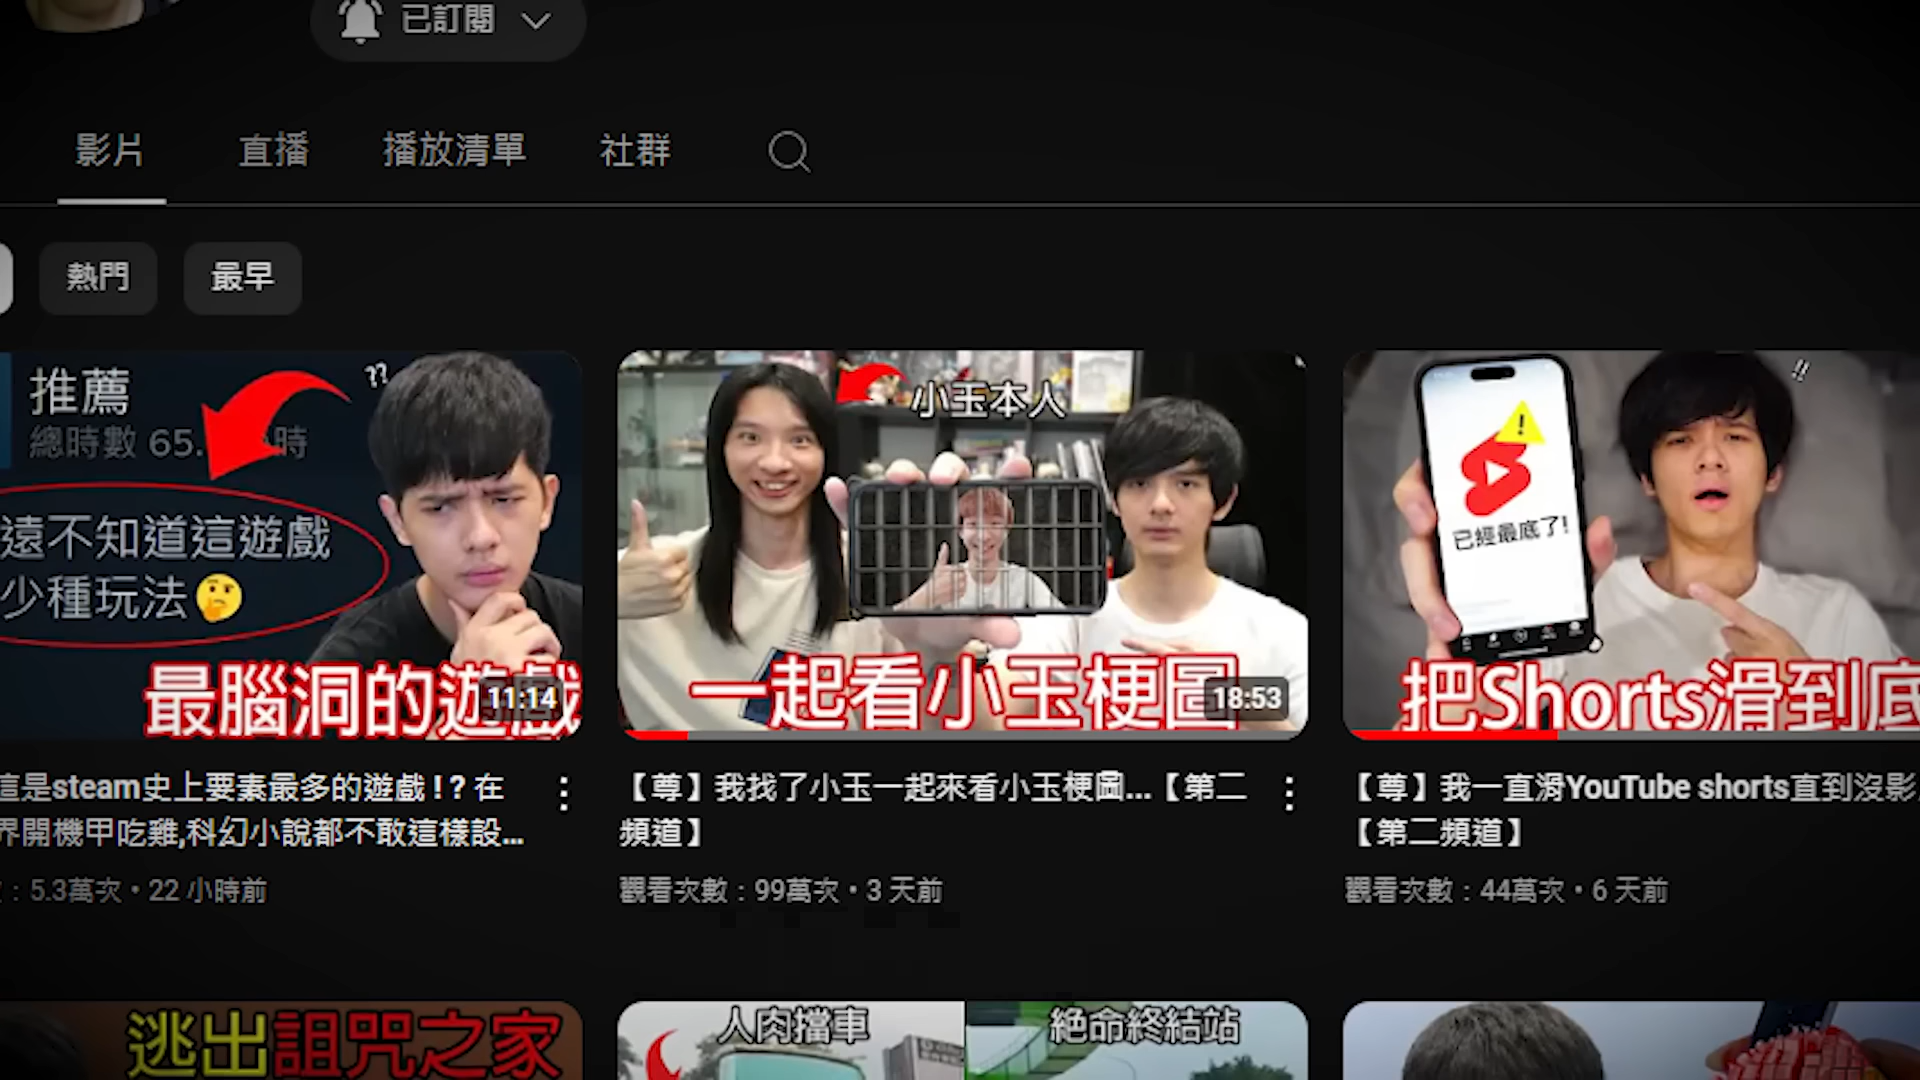 已訂閱
影片
直播
播放清單
社群
熱門
最早
推薦
總時數 65.
時
??
遠不知道這遊戲
少種玩法🤔
最腦洞的遊戲
11:14
小玉本人
一起看小玉梗圖
18:53
!!
!
已經最底了!
把Shorts滑到底
這是steam史上要素最多的遊戲!? 在
界開機甲吃雞,科幻小說都不敢這樣設...
:5.3萬次•22 小時前
【尊】我找了小玉一起來看小玉梗圖...【第二
頻道】
觀看次數:99萬次•3 天前
【尊】我一直滑YouTube shorts直到沒影
【第二頻道】
觀看次數:44萬次•6 天前
逃出詛咒之家
人肉擋車
絕命終結站